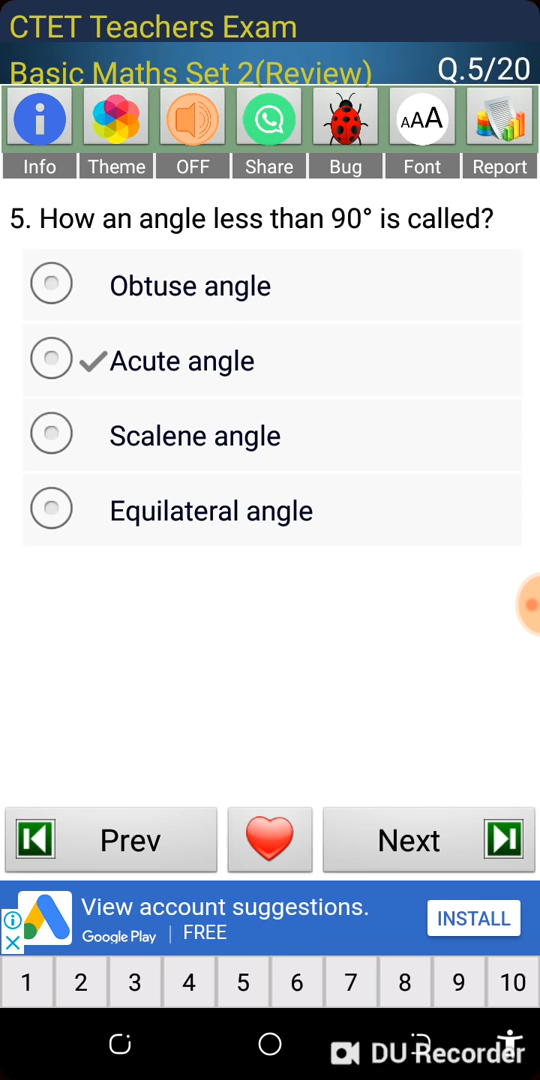 CTET Teachers Exam
Basic Maths Set 2(Review) Q.5/20
AAA
Info Theme OFF Share Bug Font Report
5. How an angle less than 90° is called?
Obtuse angle
Acute angle
Scalene angle
Equilateral angle
Prev Next
View account suggestions.
Google Play | FREE
INSTALL
1 2 3 4 5 6 7 8 9 10
DU Recorder